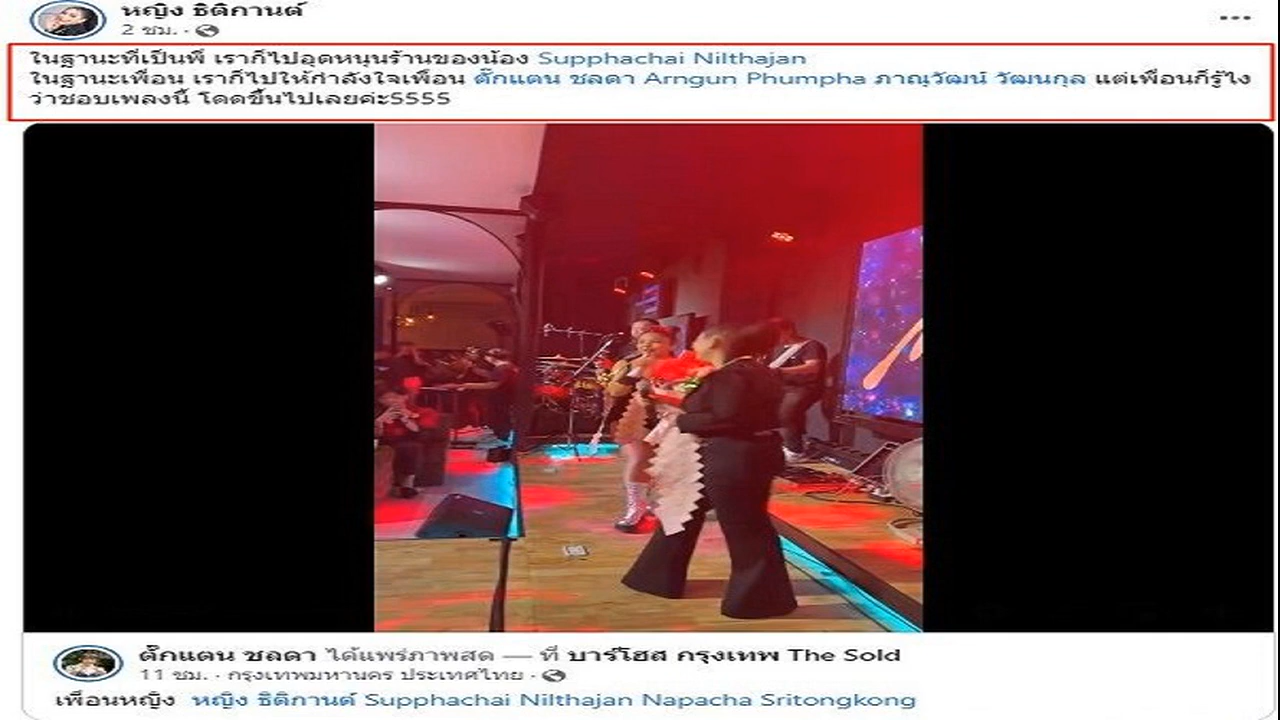 หญิง ธิติกานต์
2 ชม. ·
ในฐานะที่เป็นพี่ เราก็ไปอุดหนุนร้านของน้อง Supphachai Nilthajan
ในฐานะเพื่อน เราก็ไปให้กำลังใจเพื่อน ตั๊กแตน ชลดา Arngun Phumpha ภาณุวัฒน์ วัฒนกุล แต่เพื่อนก็รู้ไง
ว่าชอบเพลงนี้ โดดขึ้นไปเลยค่ะ5555
ตั๊กแตน ชลดา ได้แพร่ภาพสด — ที่ บาร์โฮส กรุงเทพ The Sold
11 ชม. · กรุงเทพมหานคร ประเทศไทย ·
เพื่อนหญิง หญิง ธิติกานต์ Supphachai Nilthajan Napacha Sritongkong